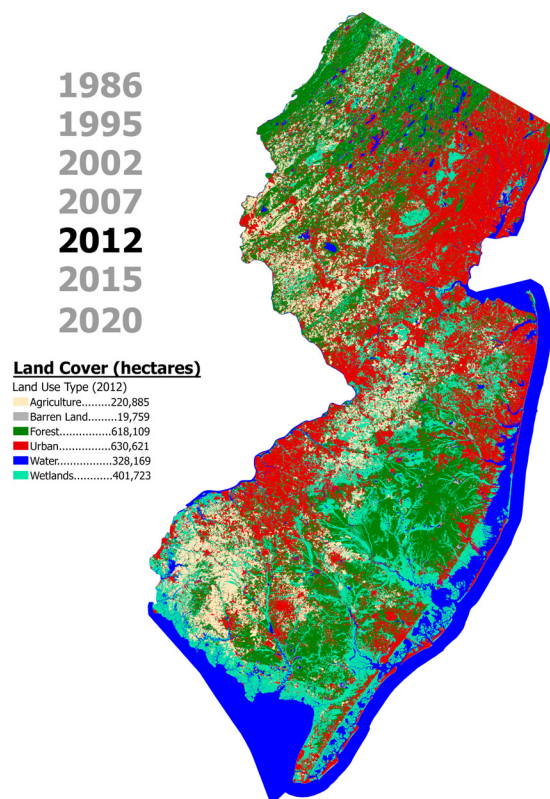 1986
1995
2002
2007
2012
2015
2020
Land Cover (hectares)
Land Use Type (2012)
Agriculture.........220,885
Barren Land........19,759
Forest................618,109
Urban................630,621
Water................328,169
Wetlands............401,723